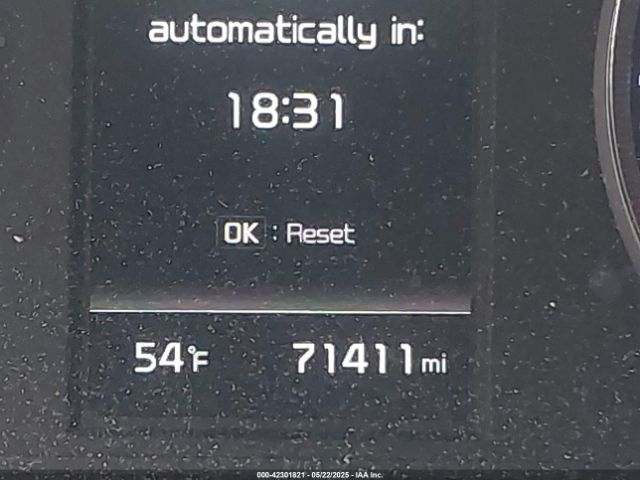 automatically in:
18:31
OK : Reset
54°F 71411 mi
000-42301821 - 05/22/2025 - IAA Inc.